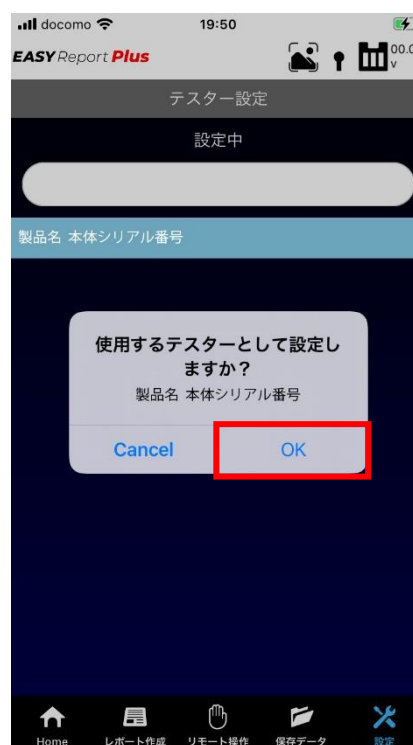 docomo 19:50
EASY Report Plus 00.0
v
テスター設定
設定中
製品名 本体シリアル番号
使用するテスターとして設定し
ますか？
製品名 本体シリアル番号
Cancel OK
Home レポート作成 リモート操作 保存データ 設定